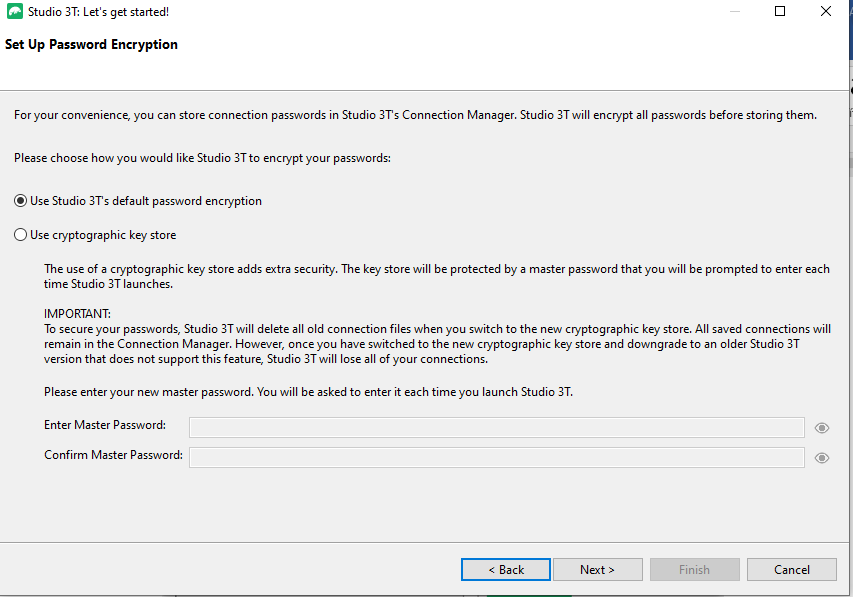 Studio 3T: Let's get started!
Set Up Password Encryption
For your convenience, you can store connection passwords in Studio 3T's Connection Manager. Studio 3T will encrypt all passwords before storing them.
Please choose how you would like Studio 3T to encrypt your passwords:
Use Studio 3T's default password encryption
Use cryptographic key store
The use of a cryptographic key store adds extra security. The key store will be protected by a master password that you will be prompted to enter each
time Studio 3T launches.
IMPORTANT:
To secure your passwords, Studio 3T will delete all old connection files when you switch to the new cryptographic key store. All saved connections will
remain in the Connection Manager. However, once you have switched to the new cryptographic key store and downgrade to an older Studio 3T
version that does not support this feature, Studio 3T will lose all of your connections.
Please enter your new master password. You will be asked to enter it each time you launch Studio 3T.
Enter Master Password:
Confirm Master Password:
< Back Next > Finish Cancel